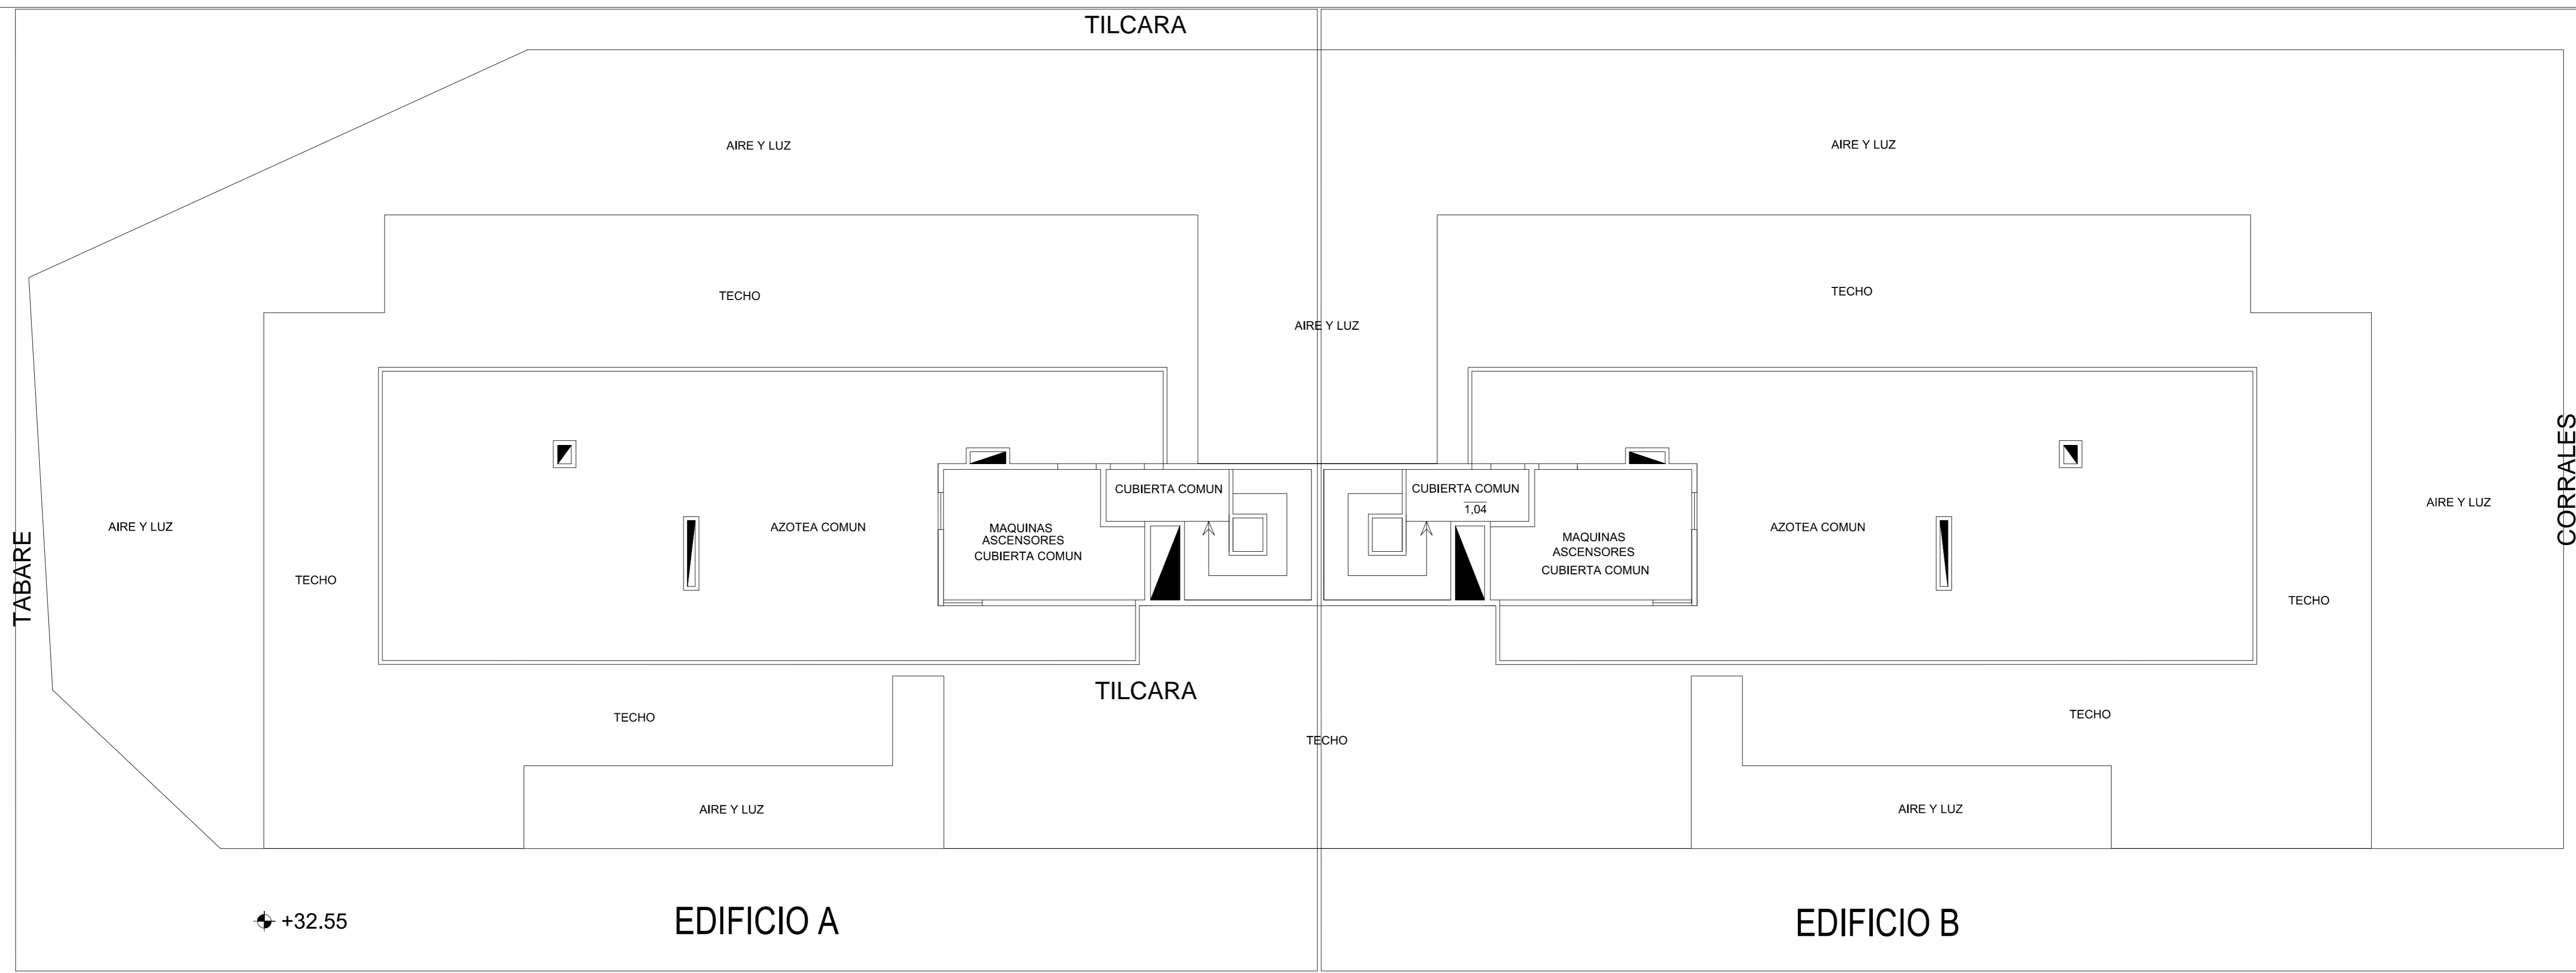 TILCARA
AIRE Y LUZ
AIRE Y LUZ
TECHO
TECHO
AIRE Y LUZ
CUBIERTA COMUN
CUBIERTA COMUN
1,04
AIRE Y LUZ
AZOTEA COMUN
MAQUINAS
ASCENSORES
CUBIERTA COMUN
MAQUINAS
ASCENSORES
CUBIERTA COMUN
AZOTEA COMUN
AIRE Y LUZ
CORRALES
TABARE
TECHO
TECHO
TILCARA
TECHO
TECHO
TECHO
AIRE Y LUZ
AIRE Y LUZ
+32.55
EDIFICIO A
EDIFICIO B